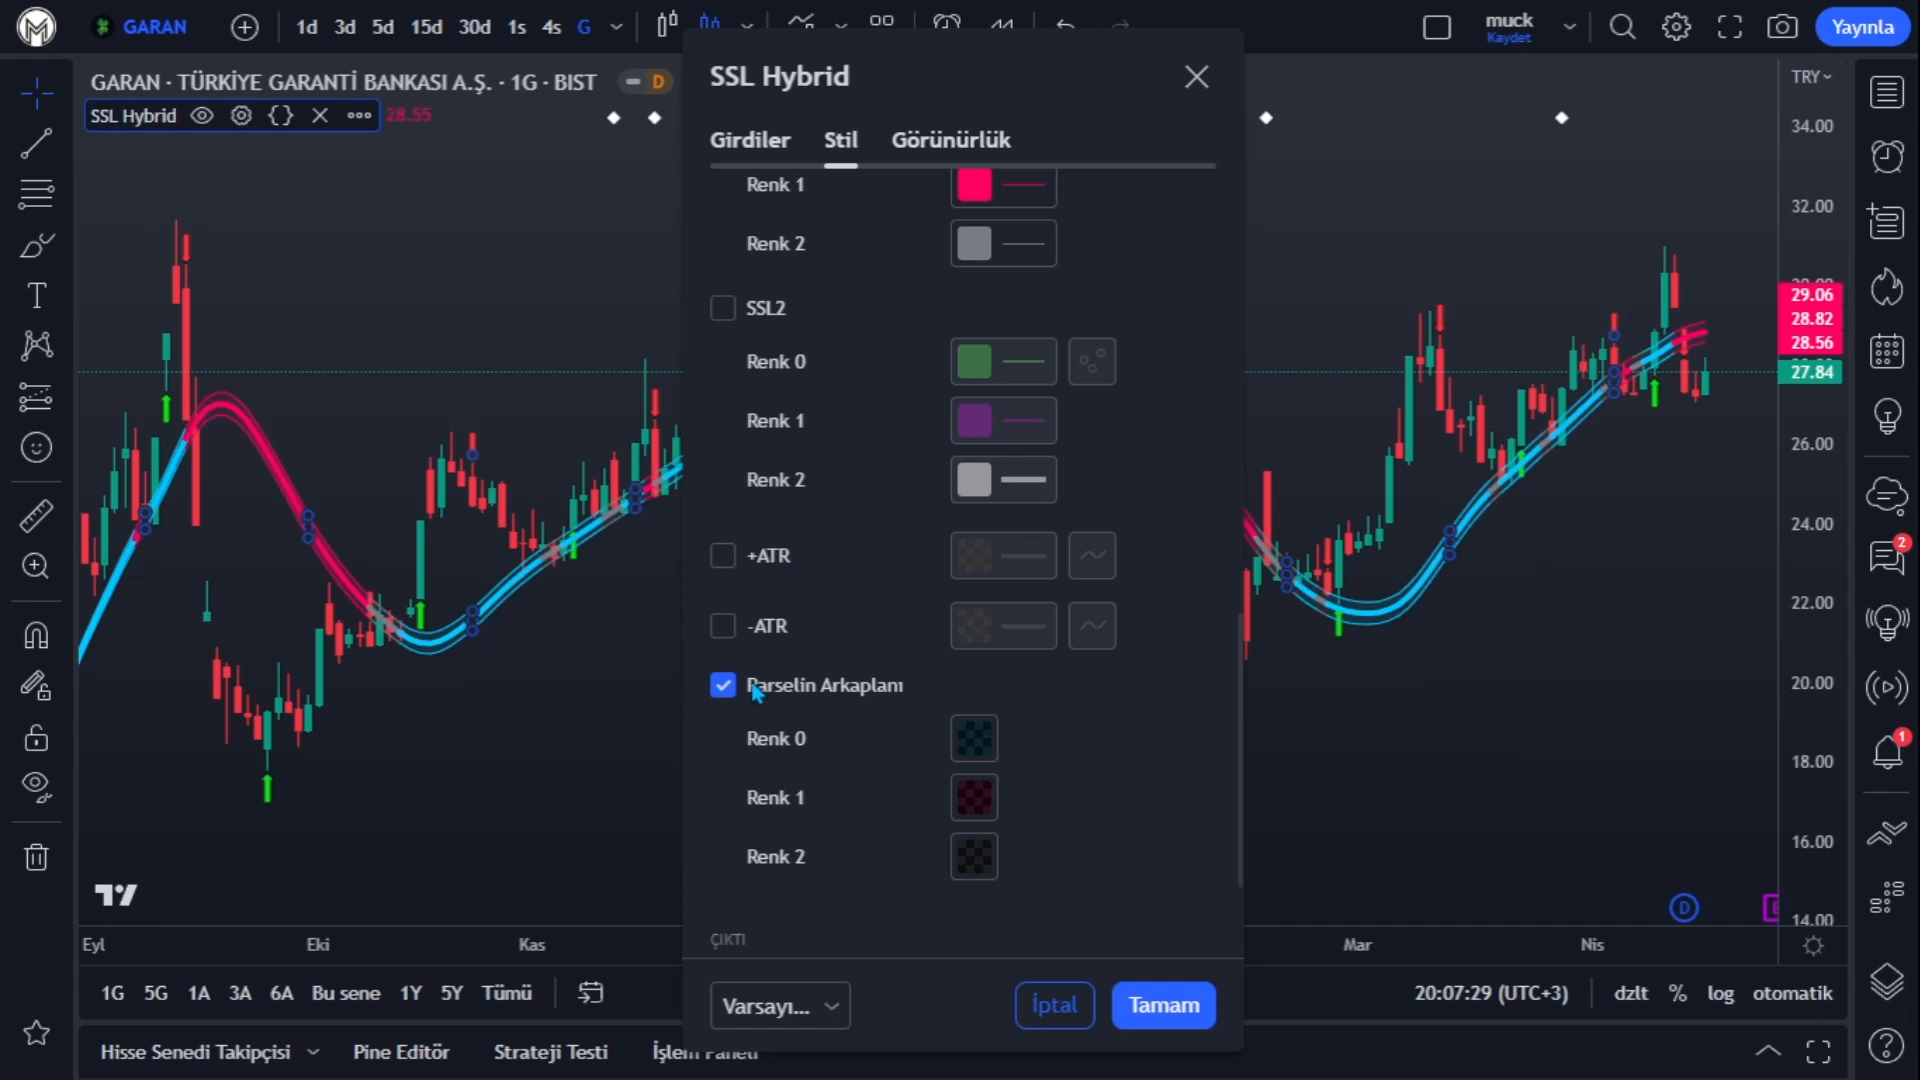 GARAN
1d 3d 5d 15d 30d 1s 4s G
muck
Kaydet
Yayınla
GARAN · TÜRKİYE GARANTİ BANKASI A.Ş. · 1G · BIST
D
SSL Hybrid
28.55
SSL Hybrid
Girdiler Stil Görünürlük
Renk 1
Renk 2
SSL2
Renk 0
Renk 1
Renk 2
+ATR
-ATR
Parselin Arkaplanı
Renk 0
Renk 1
Renk 2
ÇIKTI
Varsayı...
İptal
Tamam
TRY
34.00
32.00
29.06
28.82
28.56
27.84
26.00
24.00
22.00
20.00
18.00
16.00
14.00
2
1
D
E
Eyl Eki Kas Mar Nis
1G 5G 1A 3A 6A Bu sene 1Y 5Y Tümü
20:07:29 (UTC+3) dzlt % log otomatik
Hisse Senedi Takipçisi Pine Editör Strateji Testi İşlem Paneli